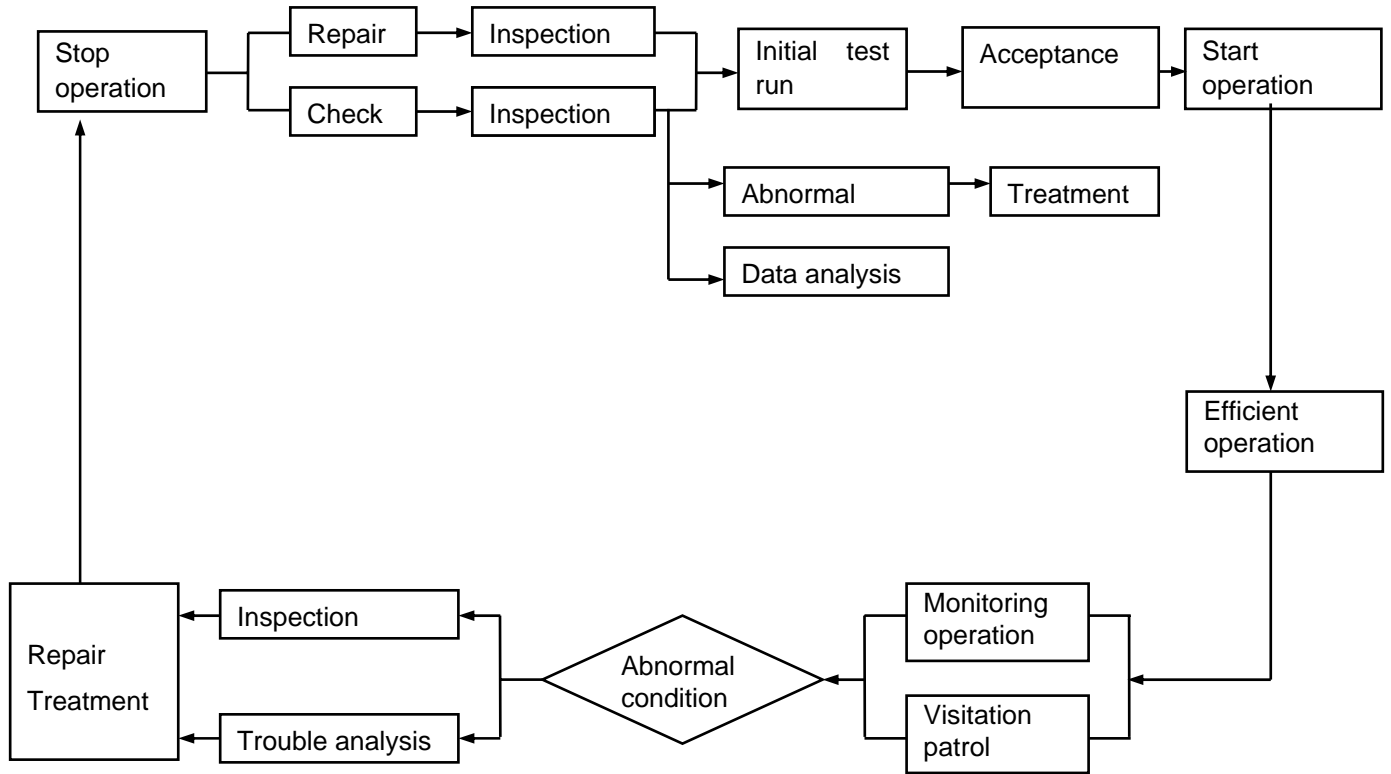 Stop
operation
Repair
Inspection
Check
Inspection
Initial test
run
Acceptance
Start
operation
Abnormal
Treatment
Data analysis
Efficient
operation
Monitoring
operation
Visitation
patrol
Abnormal
condition
Inspection
Trouble analysis
Repair
Treatment